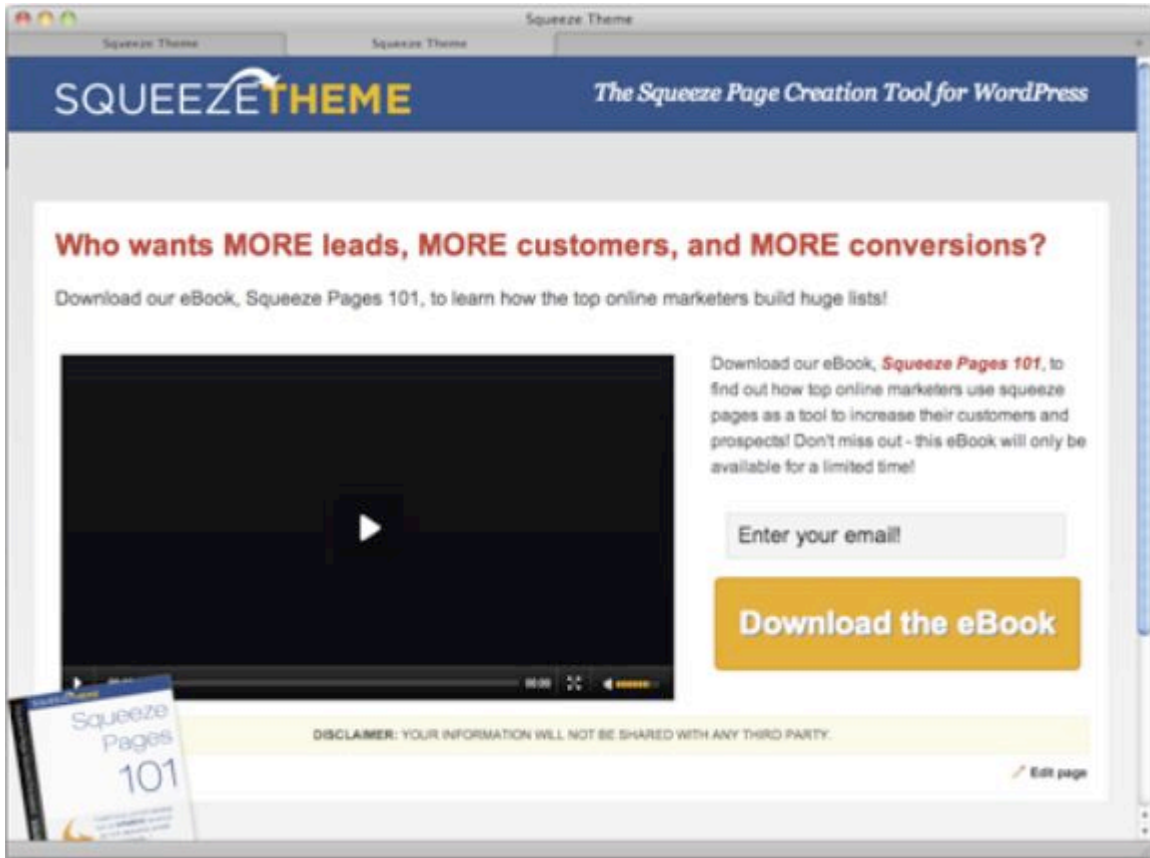 Squeeze Theme
Squeeze Theme
Squeeze Theme
SQUEEZETHEME
The Squeeze Page Creation Tool for WordPress
Who wants MORE leads, MORE customers, and MORE conversions?
Download our eBook, Squeeze Pages 101, to learn how the top online marketers build huge lists!
Download our eBook, Squeeze Pages 101, to
find out how top online marketers use squeeze
pages as a tool to increase their customers and
prospects! Don't miss out - this eBook will only be
available for a limited time!
Enter your email!
Download the eBook
00:00
SQUEEZETHEME
Squeeze
Pages
101
DISCLAIMER: YOUR INFORMATION WILL NOT BE SHARED WITH ANY THIRD PARTY.
Edit page